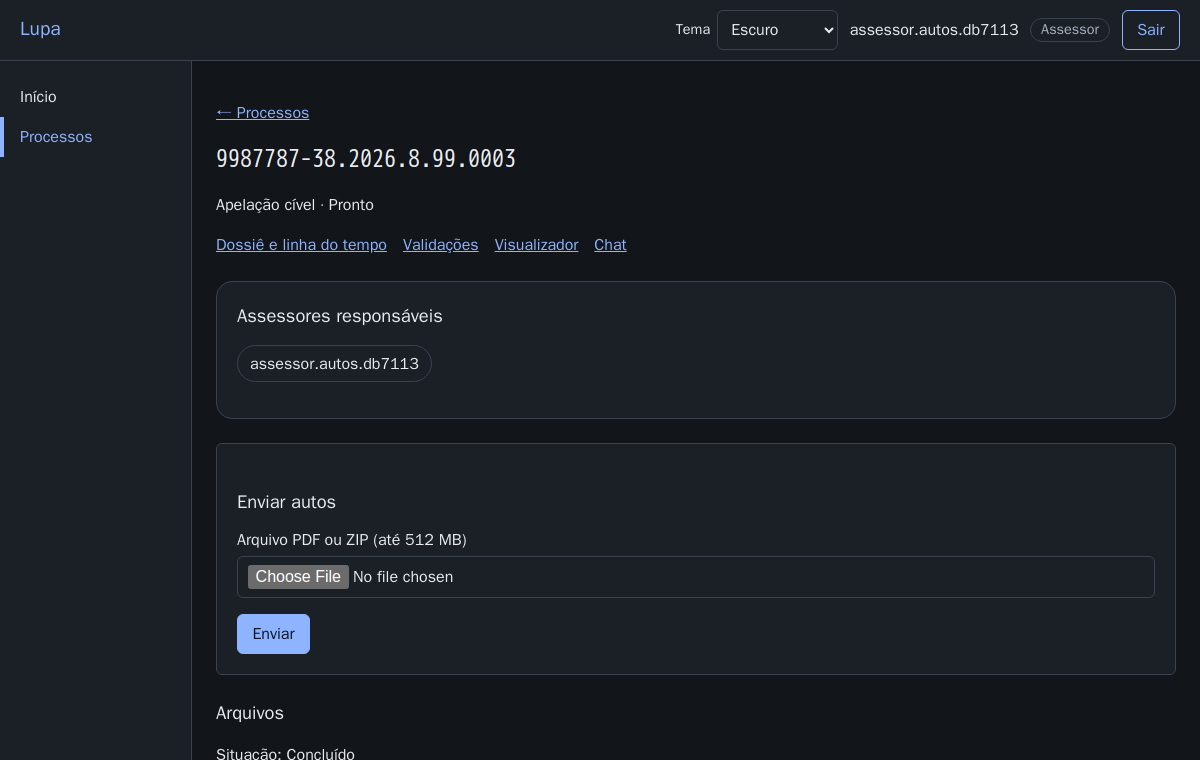 Lupa
Tema Escuro assessor.autos.db7113 Assessor Sair
Início
Processos
← Processos
9987787-38.2026.8.99.0003
Apelação cível · Pronto
Dossiê e linha do tempo Validações Visualizador Chat
Assessores responsáveis
assessor.autos.db7113
Enviar autos
Arquivo PDF ou ZIP (até 512 MB)
Choose File No file chosen
Enviar
Arquivos
Situação: Concluído